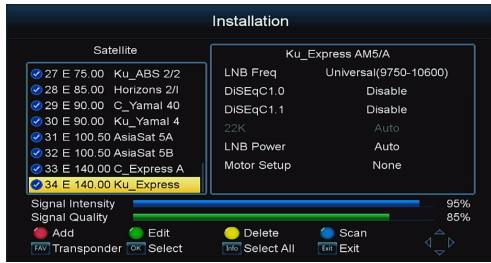 Installation
Satellite
Ku_Express AM5/A
27 E 75.00 Ku_ABS 2/2
28 E 85.00 Horizons 2/I
29 E 90.00 C_Yamal 40
30 E 90.00 Ku_Yamal 4
31 E 100.50 AsiaSat 5A
32 E 100.50 AsiaSat 5B
33 E 140.00 C_Express A
34 E 140.00 Ku_Express
LNB Freq Universal(9750-10600)
DiSEqC1.0 Disable
DiSEqC1.1 Disable
22K Auto
LNB Power Auto
Motor Setup None
Signal Intensity 95%
Signal Quality 85%
Add Edit Delete Scan
FAV Transponder OK Select Info Select All Exit Exit